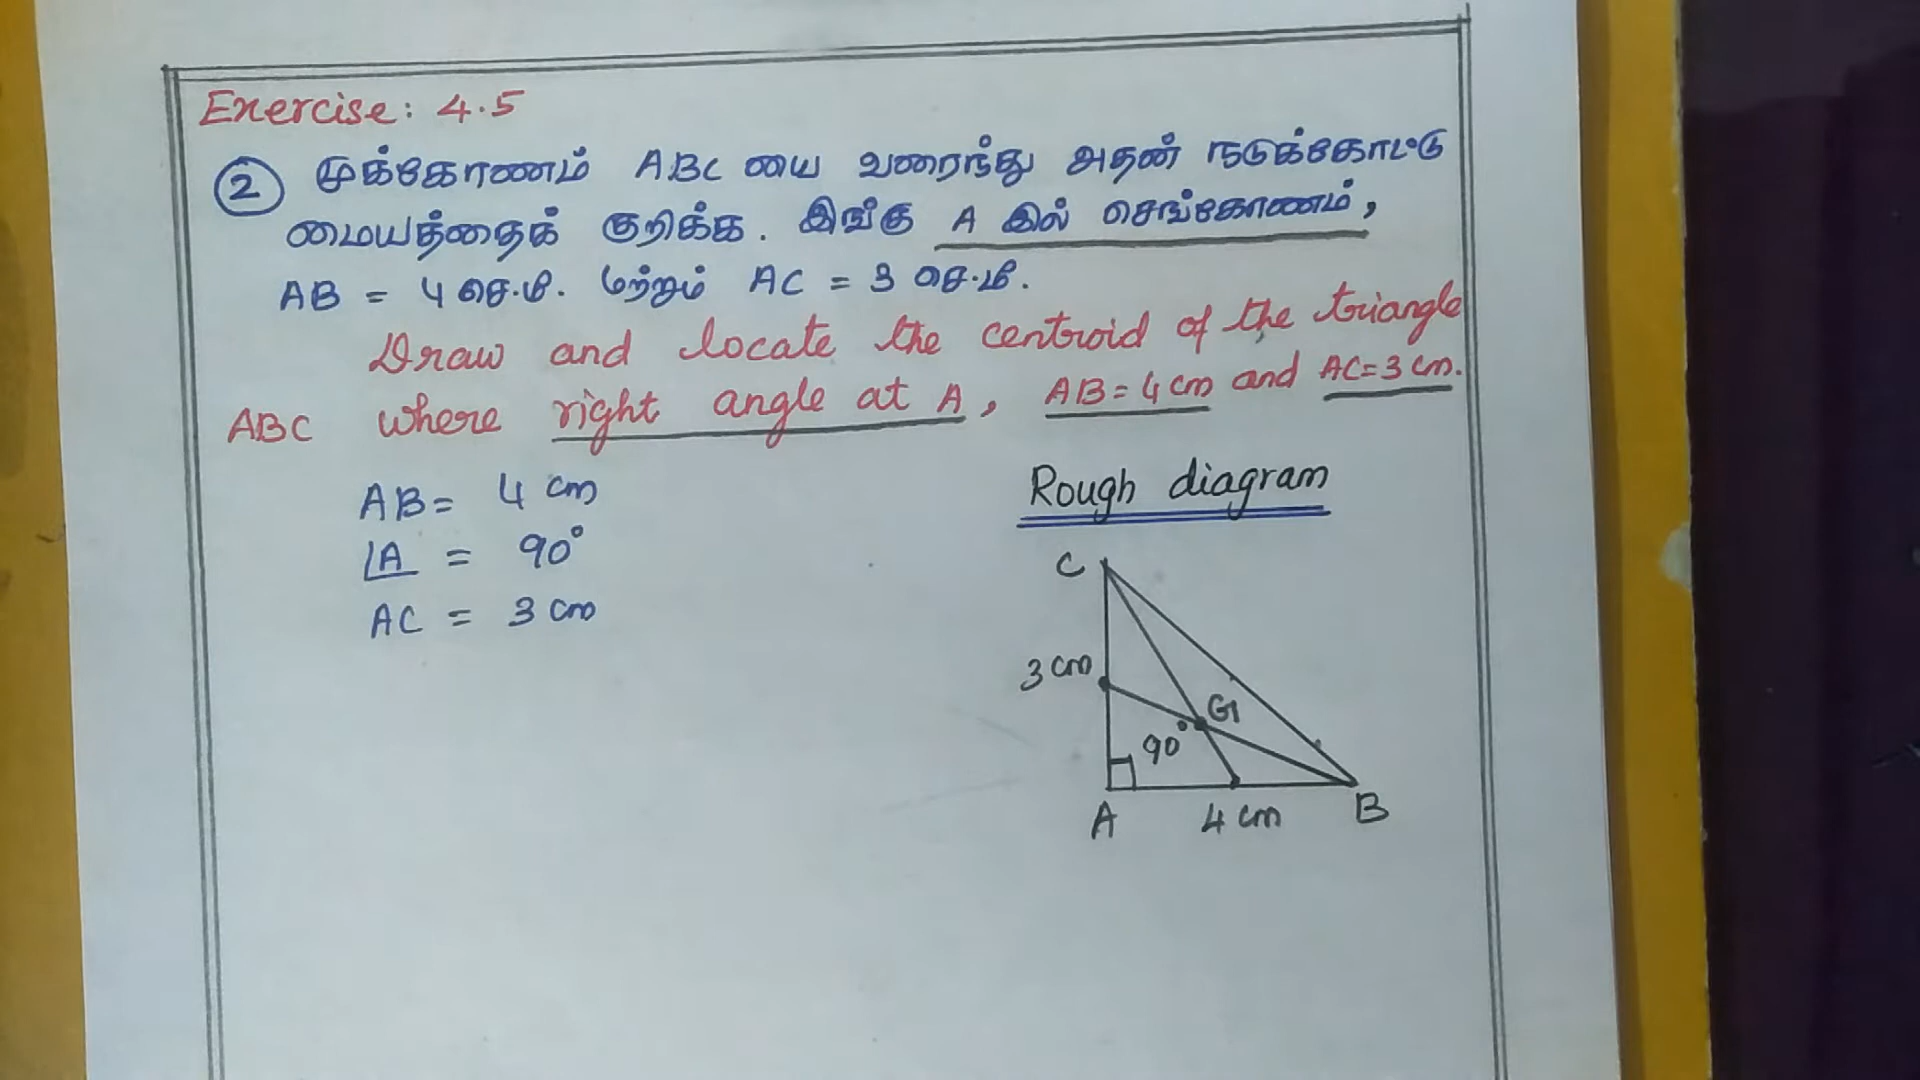 Exercise: 4.5
② முக்கோணம் ABC யை வரைந்து அதன் நடுக்கோட்டு
மையத்தைக் குறிக்க. இங்கு A இல் செங்கோணம்,
AB = 4 செ.மீ. மற்றும் AC = 3 செ.மீ.
Draw and locate the centroid of the triangle
ABC where right angle at A, AB = 4 cm and AC = 3 cm.
AB = 4 cm
∠A = 90°
AC = 3 cm
Rough diagram
C
3 cm
G
90°
A 4 cm B